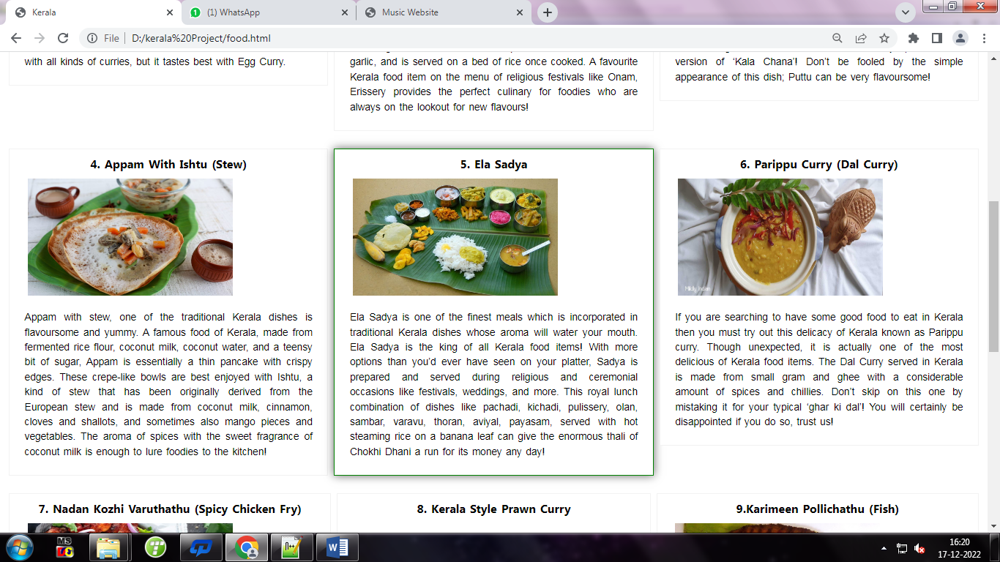 Kerala
(1) WhatsApp
Music Website
File
D:/kerala%20Project/food.html
with all kinds of curries, but it tastes best with Egg Curry.
garlic, and is served on a bed of rice once cooked. A favourite
Kerala food item on the menu of religious festivals like Onam,
Erissery provides the perfect culinary for foodies who are
always on the lookout for new flavours!
version of ‘Kala Chana’! Don’t be fooled by the simple
appearance of this dish; Puttu can be very flavoursome!
4. Appam With Ishtu (Stew)
Appam with stew, one of the traditional Kerala dishes is
flavoursome and yummy. A famous food of Kerala, made from
fermented rice flour, coconut milk, coconut water, and a teensy
bit of sugar, Appam is essentially a thin pancake with crispy
edges. These crepe-like bowls are best enjoyed with Ishtu, a
kind of stew that has been originally derived from the
European stew and is made from coconut milk, cinnamon,
cloves and shallots, and sometimes also mango pieces and
vegetables. The aroma of spices with the sweet fragrance of
coconut milk is enough to lure foodies to the kitchen!
5. Ela Sadya
Ela Sadya is one of the finest meals which is incorporated in
traditional Kerala dishes whose aroma will water your mouth.
Ela Sadya is the king of all Kerala food items! With more
options than you’d ever have seen on your platter, Sadya is
prepared and served during religious and ceremonial
occasions like festivals, weddings, and more. This royal lunch
combination of dishes like pachadi, kichadi, pulissery, olan,
sambar, varavu, thoran, aviyal, payasam, served with hot
steaming rice on a banana leaf can give the enormous thali of
Chokhi Dhani a run for its money any day!
6. Parippu Curry (Dal Curry)
If you are searching to have some good food to eat in Kerala
then you must try out this delicacy of Kerala known as Parippu
curry. Though unexpected, it is actually one of the most
delicious of Kerala food items. The Dal Curry served in Kerala
is made from small gram and ghee with a considerable
amount of spices and chillies. Don’t skip on this one by
mistaking it for your typical ‘ghar ki dal’! You will certainly be
disappointed if you do so, trust us!
7. Nadan Kozhi Varuthathu (Spicy Chicken Fry)
8. Kerala Style Prawn Curry
9.Karimeen Pollichathu (Fish)
16:20
17-12-2022